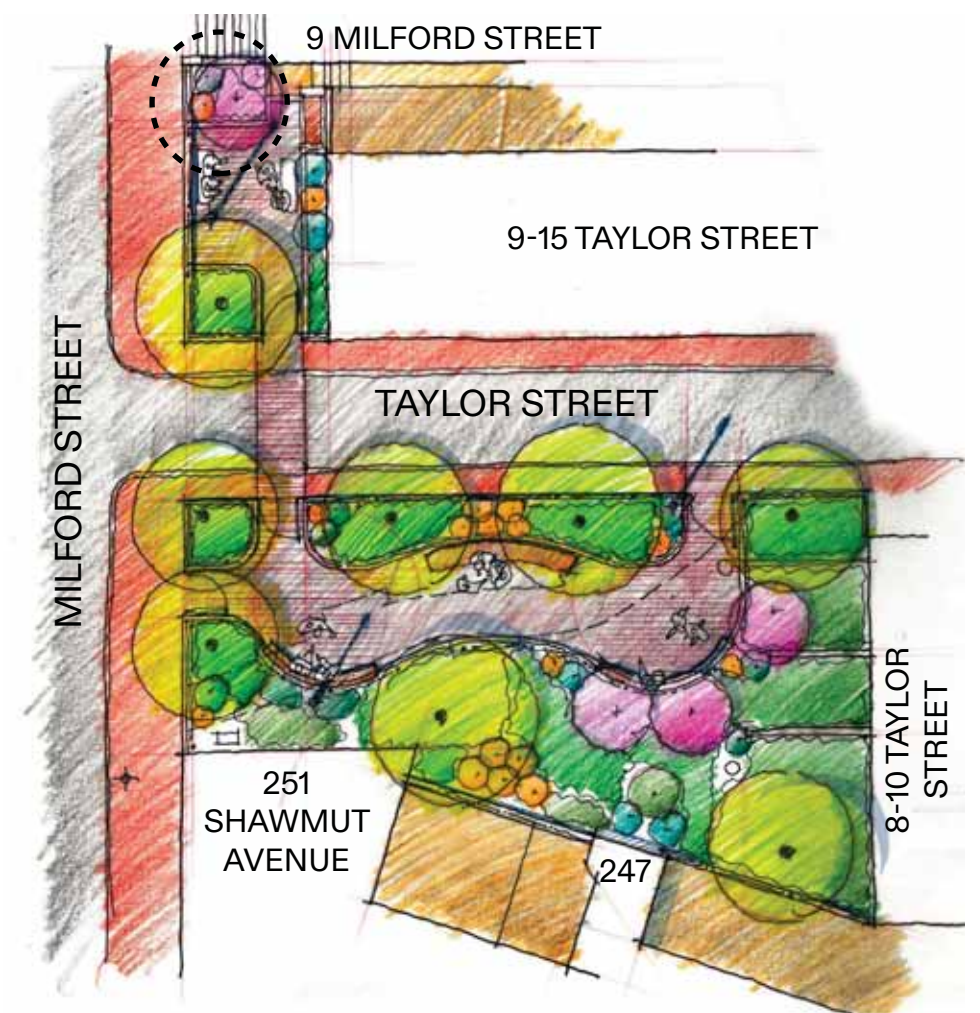 9 MILFORD STREET
9-15 TAYLOR STREET
MILFORD STREET
TAYLOR STREET
8-10 TAYLOR
STREET
251
SHAWMUT
AVENUE
247